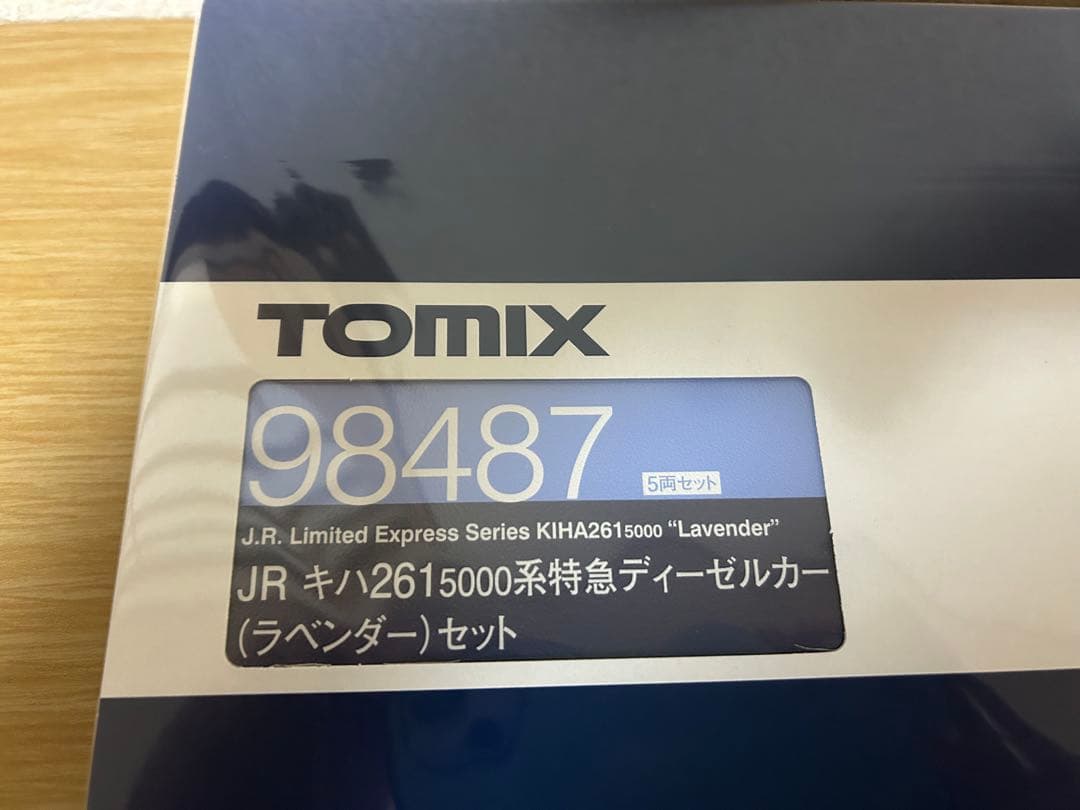 TOMIX
98487 5両セット
J.R. Limited Express Series KIHA2615000 “Lavender”
JR キハ2615000系特急ディーゼルカー
(ラベンダー)セット